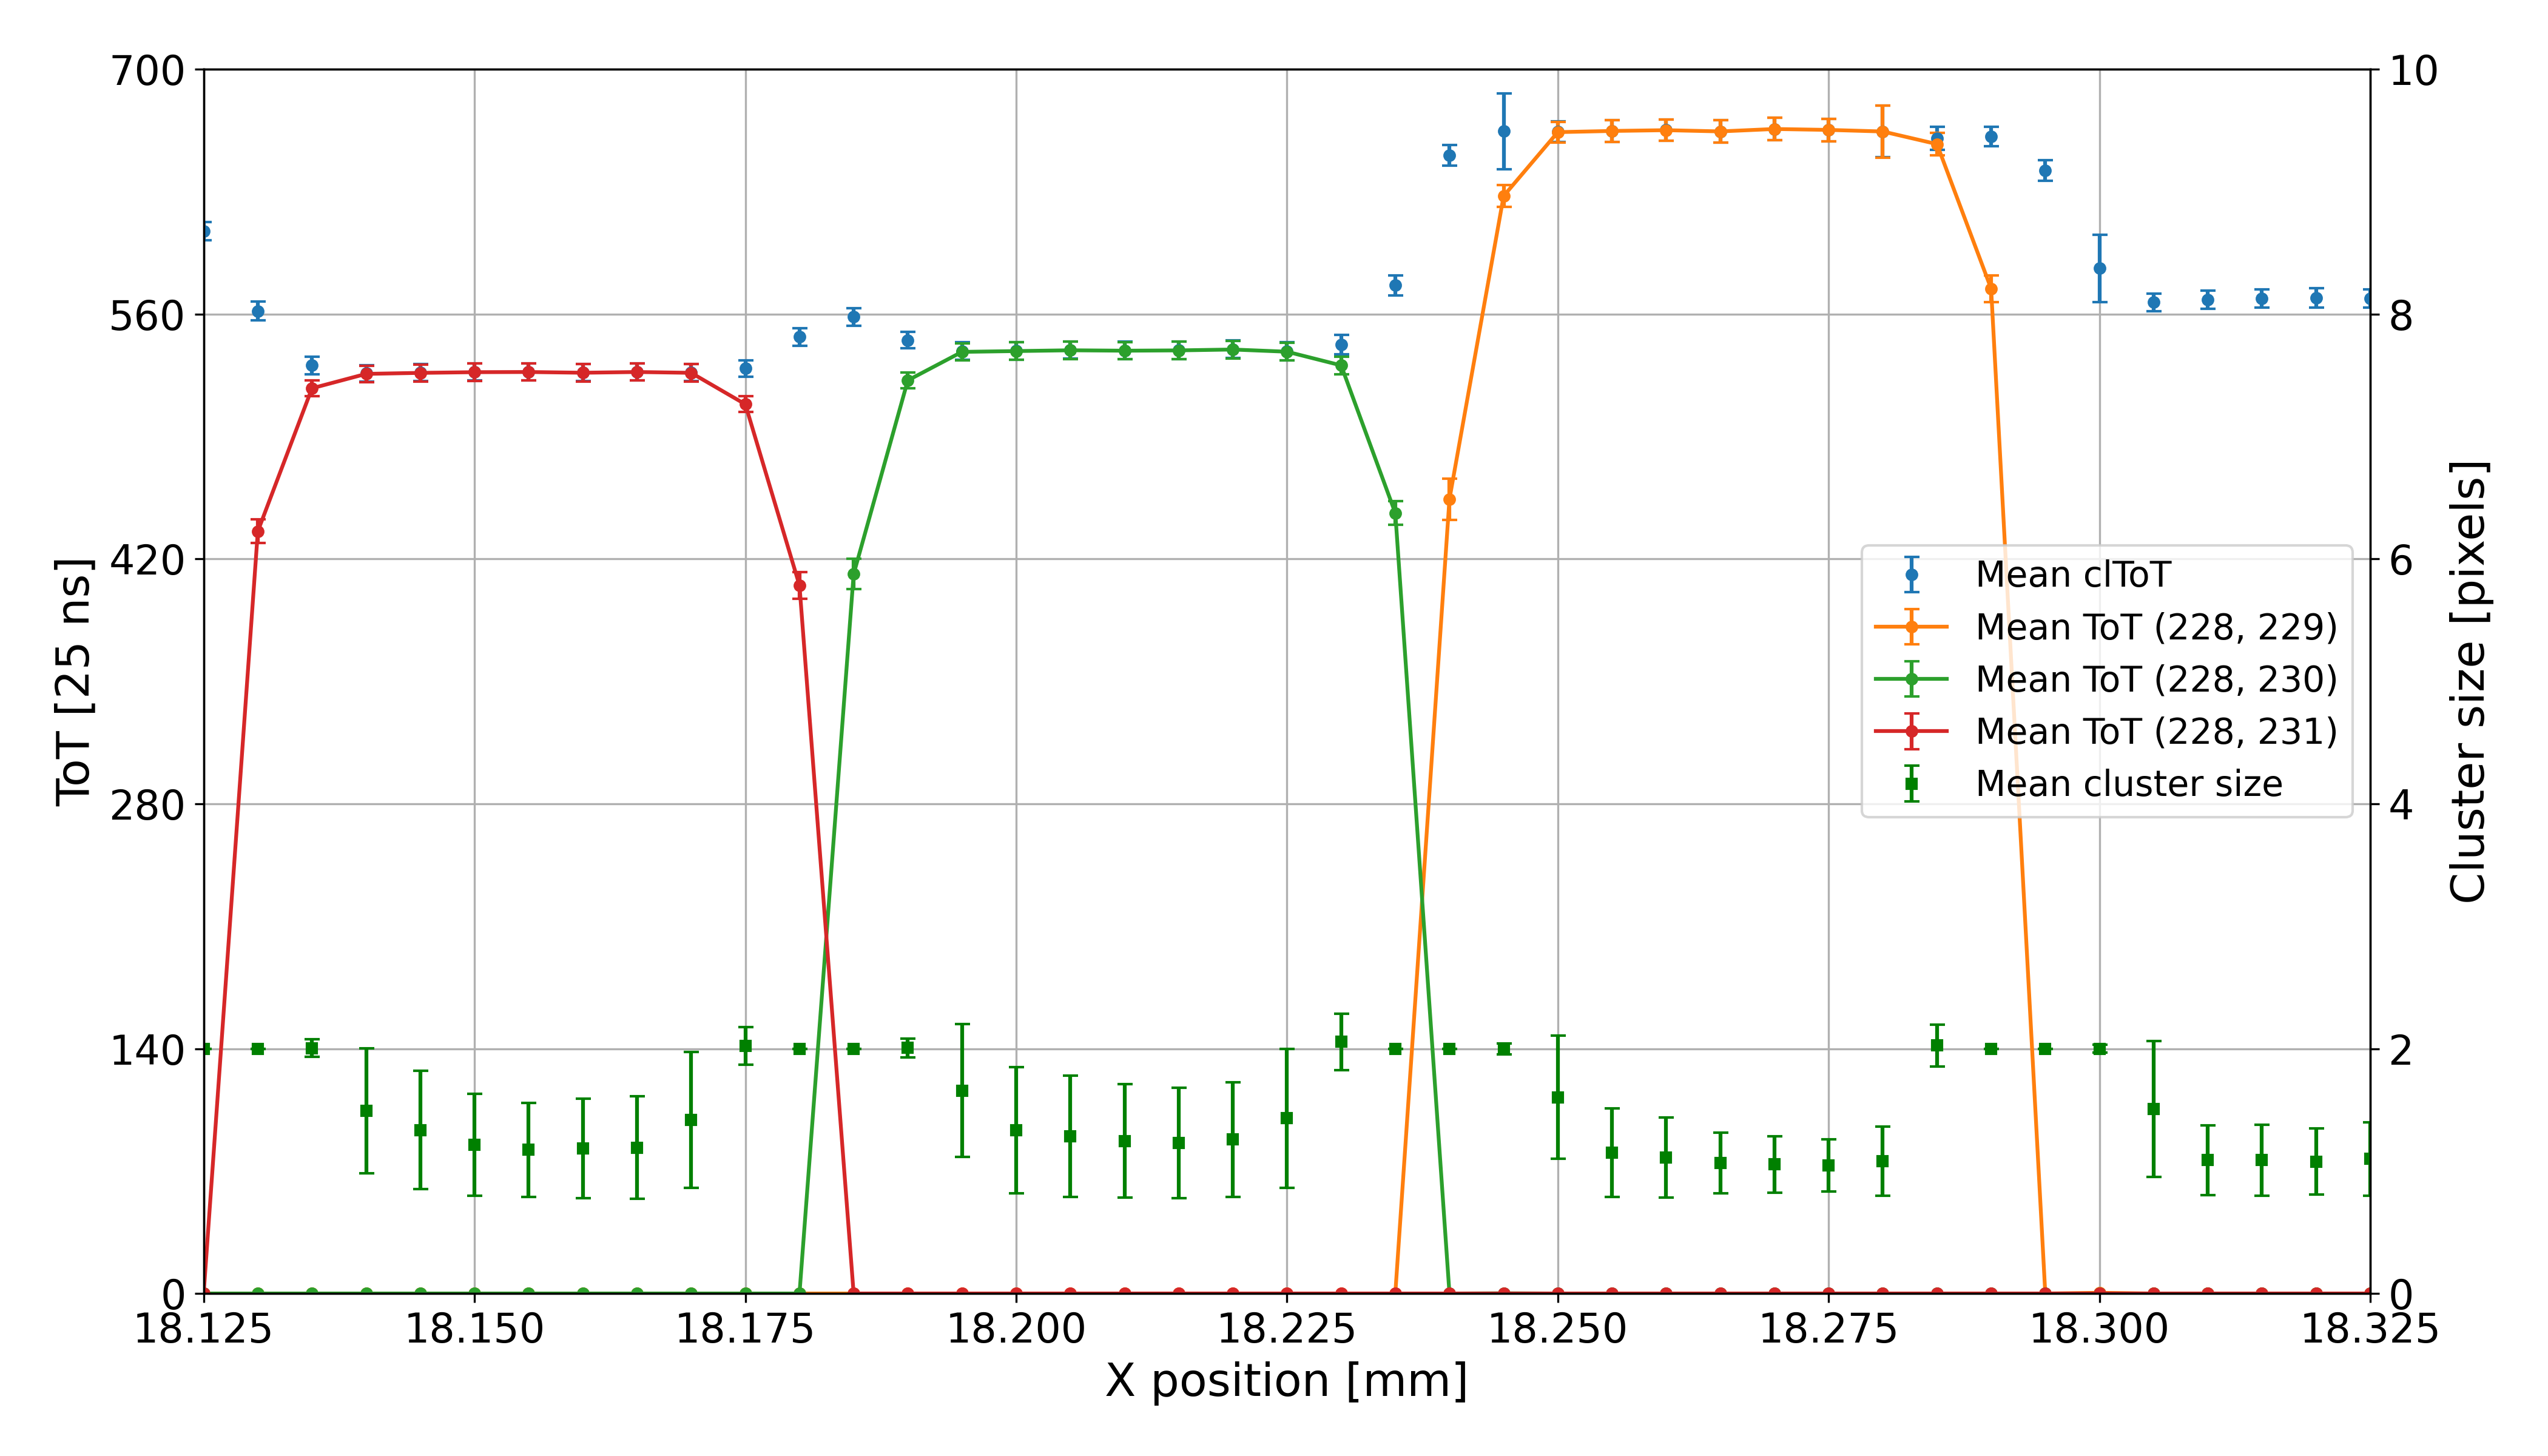 700
560
420
280
140
0
ToT [25 ns]
10
8
6
4
2
0
Cluster size [pixels]
Mean clToT
Mean ToT (228, 229)
Mean ToT (228, 230)
Mean ToT (228, 231)
Mean cluster size
18.125 18.150 18.175 18.200 18.225 18.250 18.275 18.300 18.325
X position [mm]